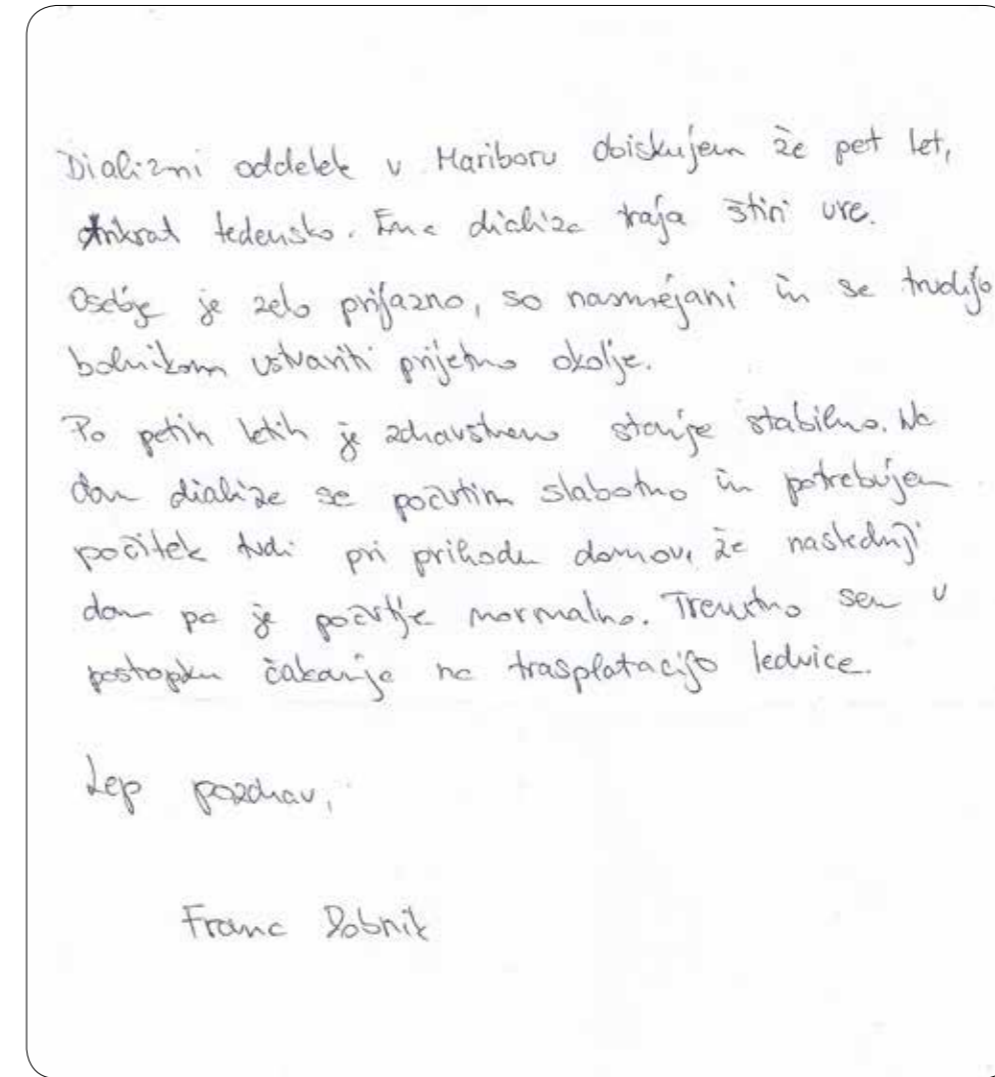 Dializni oddelek v Mariboru obiskujem že pet let,
trikrat tedensko. Ena dializa traja štiri ure.
Osebje je zelo prijazno, so nasmejani in se trudijo
bolnikom ustvariti prijetno okolje.
Po petih letih je zdravstveno stanje stabilno. Na
dan dialize se počutim slabotno in potrebujem
počitek tudi pri prihodu domov, že naslednji
dan pa je počutje normalno. Trenutno sem v
postopku čakanja na trasplatacijo ledvice.
Lep pozdrav,
Franc Dobnik